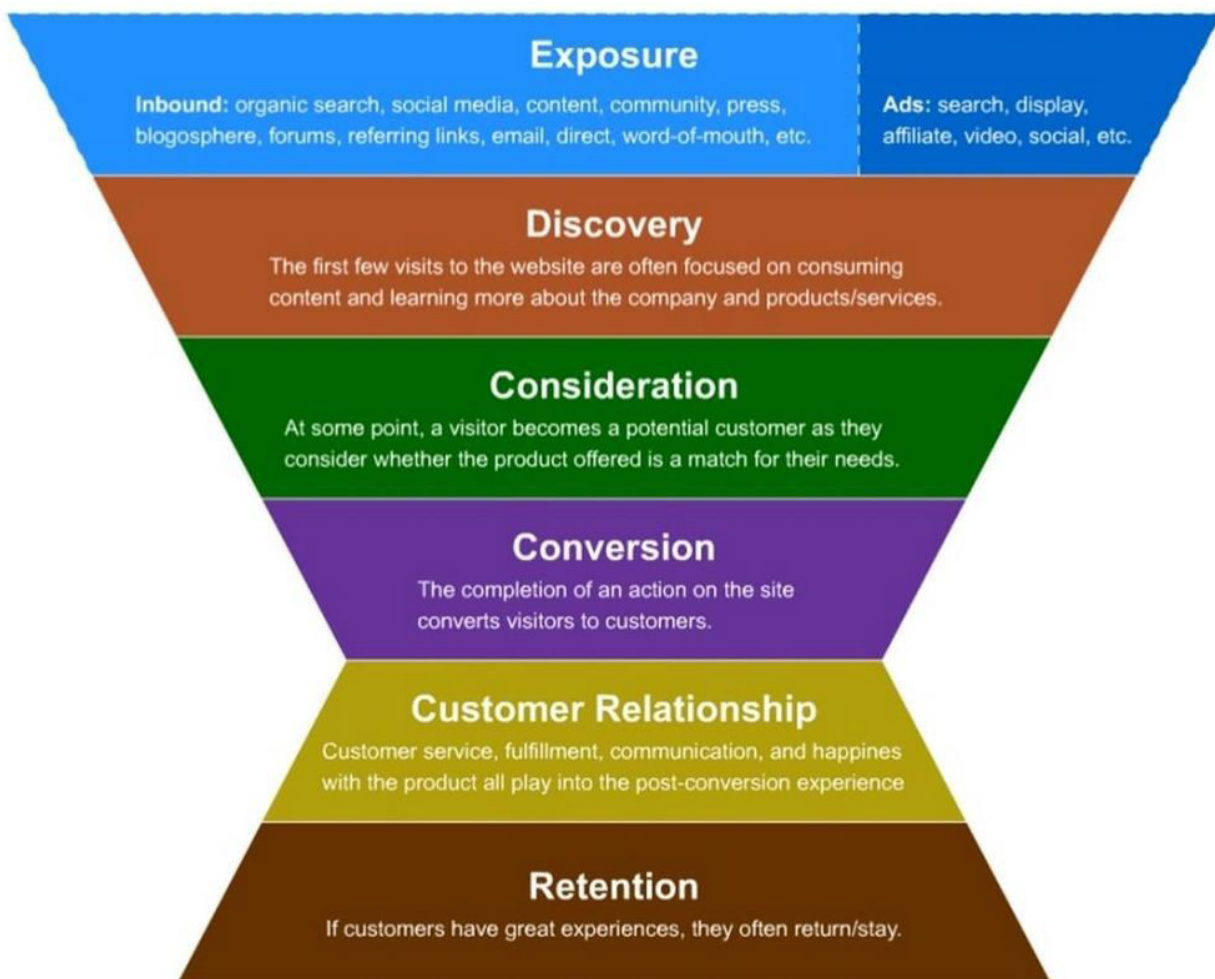 Exposure
Inbound: organic search, social media, content, community, press,
blogosphere, forums, referring links, email, direct, word-of-mouth, etc.
Ads: search, display,
affiliate, video, social, etc.
Discovery
The first few visits to the website are often focused on consuming
content and learning more about the company and products/services.
Consideration
At some point, a visitor becomes a potential customer as they
consider whether the product offered is a match for their needs.
Conversion
The completion of an action on the site
converts visitors to customers.
Customer Relationship
Customer service, fulfillment, communication, and happines
with the product all play into the post-conversion experience
Retention
If customers have great experiences, they often return/stay.